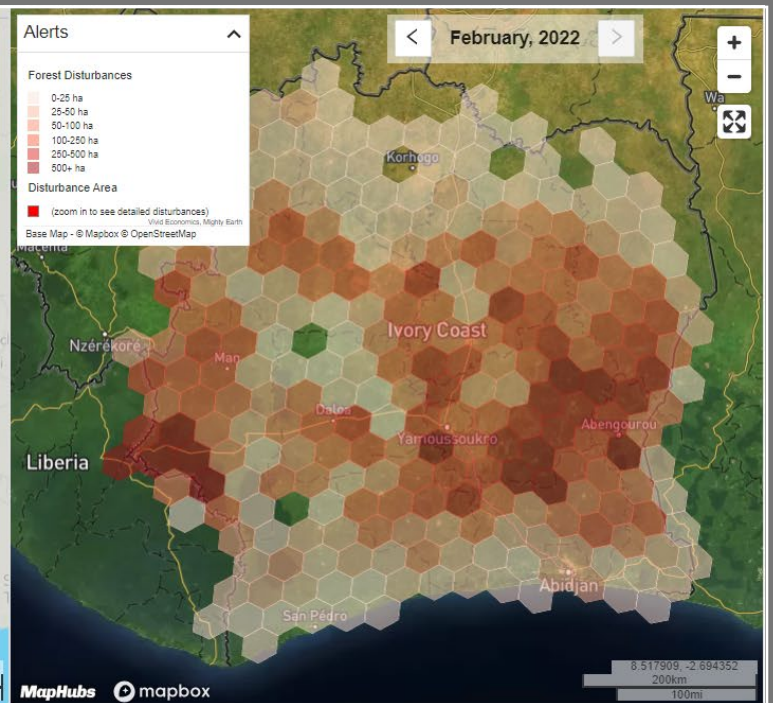 Alerts
Forest Disturbances
0-25 ha
25-50 ha
50-100 ha
100-250 ha
250-500 ha
500+ ha
Disturbance Area
(zoom in to see detailed disturbances)
Vivid Economics, Mighty Earth
Base Map - © Mapbox © OpenStreetMap
< February, 2022 >
+
−
Wa
Korhogo
Macenta
Nzérékoré
Ivory Coast
Man
Daloa
Yamoussoukro
Abengourou
Liberia
Abidjan
San Pédro
8.517909, -2.694352
200km
100mi
MapHubs
mapbox